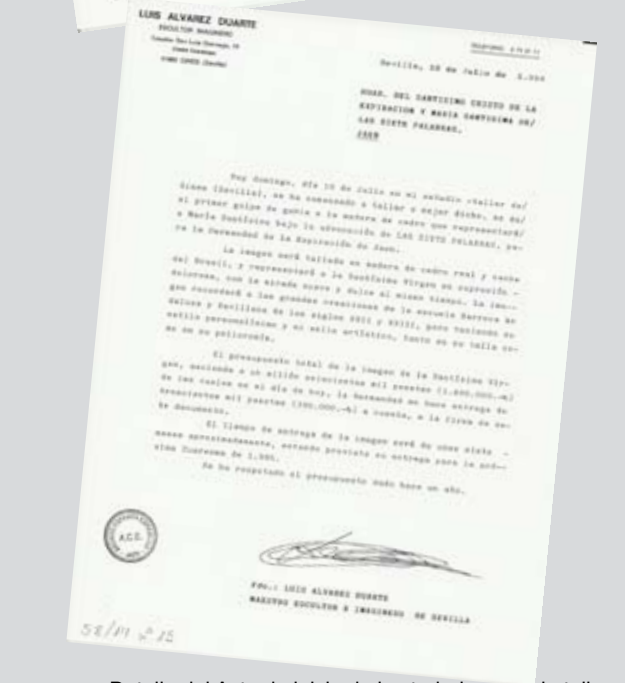 LUIS ALVAREZ DUARTE
ESCULTOR IMAGINERO
Sevilla, de Julio de
HDAD. DEL SANTISIMO CRISTO DE LA
EXPIRACION Y MARIA SANTISIMA DE/
LAS SIETE PALABRAS.
JAEN
Hoy domingo, día 10 de Julio en mi estudio -taller de/
Gines (Sevilla), se ha comenzado a tallar o mejor dicho, se da/
el primer golpe de gubia a la madera de cedro que representará/
a María Santísima bajo la advocación de LAS SIETE PALABRAS, pa-
ra la Hermandad de la Expiración de Jaen.
La imagen será tallada en madera de cedro real y
del Brasil, y representará a la Santísima Virgen en expresión -
dolorosa, con la mirada suave y dulce al mismo tiempo. La ima--
gen recordará a las grandes creaciones de la escuela Barroca An
daluza y Sevillana de los siglos XVII y XVIII, pero teniendo su
estilo personalísimo y mi sello artístico, tanto en su talla co-
mo en su policromía.
El presupuesto total de la imagen de la Santísima Vir-
gen, asciende a un millón seiscientas mil pesetas (1.600.000.-)
de las cuales en el día de hoy, la Hermandad me hace entrega de
trescientas mil pesetas (300.000.-) a cuenta, a la firma de es-
te documento.
El tiempo de entrega de la imagen será de unos siete -
meses aproximadamente, estando prevista su entrega para la pró--
xima Cuaresma de 1.989.
Se ha respetado el presupuesto dado hace un año.
A.C.E.
Fdo.: LUIS ALVAREZ DUARTE
MAESTRO ESCULTOR E IMAGINERO DE SEVILLA